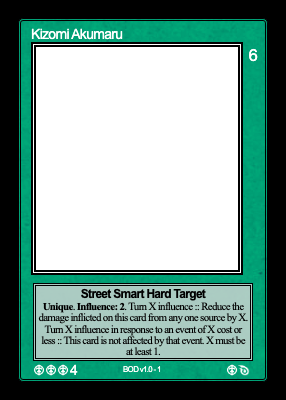 Kizomi Akumaru
6
Street Smart Hard Target
Unique. Influence: 2. Turn X influence :: Reduce the
damage inflicted on this card from any one source by X.
Turn X influence in response to an event of X cost or
less :: This card is not affected by that event. X must be
at least 1.
4
BOD v1.0 - 1